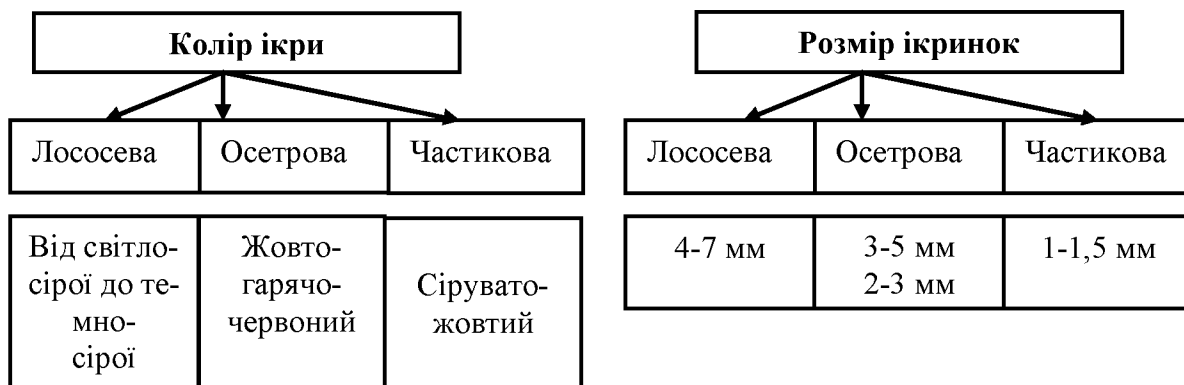 Колір ікри
Лососева
Осетрова
Частикова
Від світло-
сірої до те-
мно-
сірої
Жовто-
гарячо-
червоний
Сірувато-
жовтий
Розмір ікринок
Лососева
Осетрова
Частикова
4-7 мм
3-5 мм
2-3 мм
1-1,5 мм